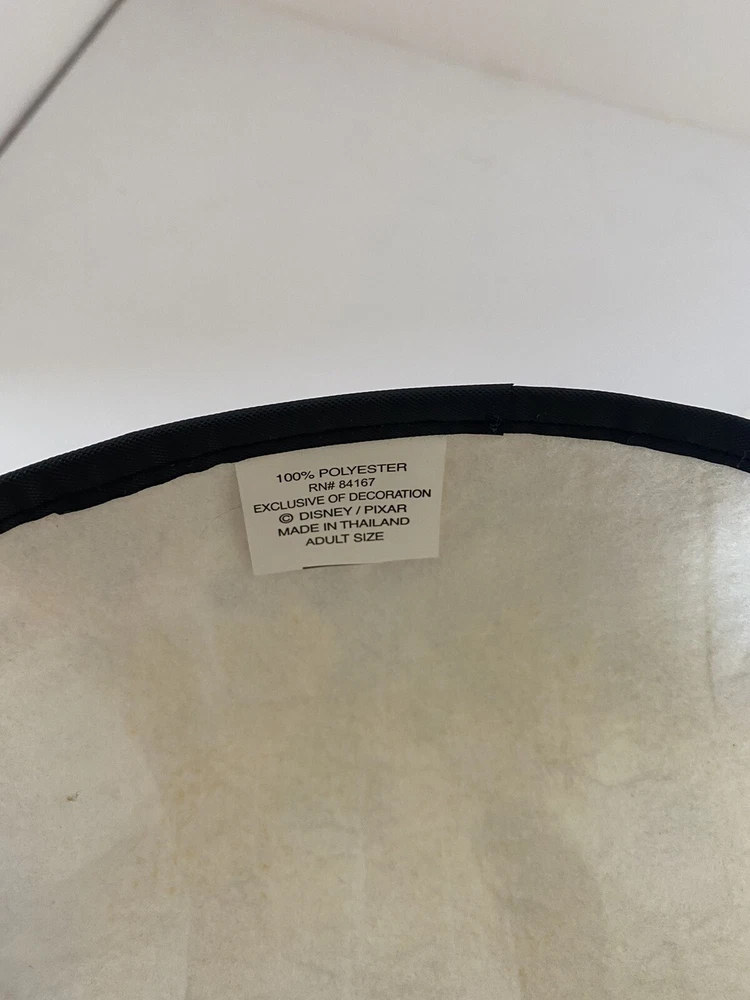 100% POLYESTER
RN# 84167
EXCLUSIVE OF DECORATION
© DISNEY / PIXAR
MADE IN THAILAND
ADULT SIZE